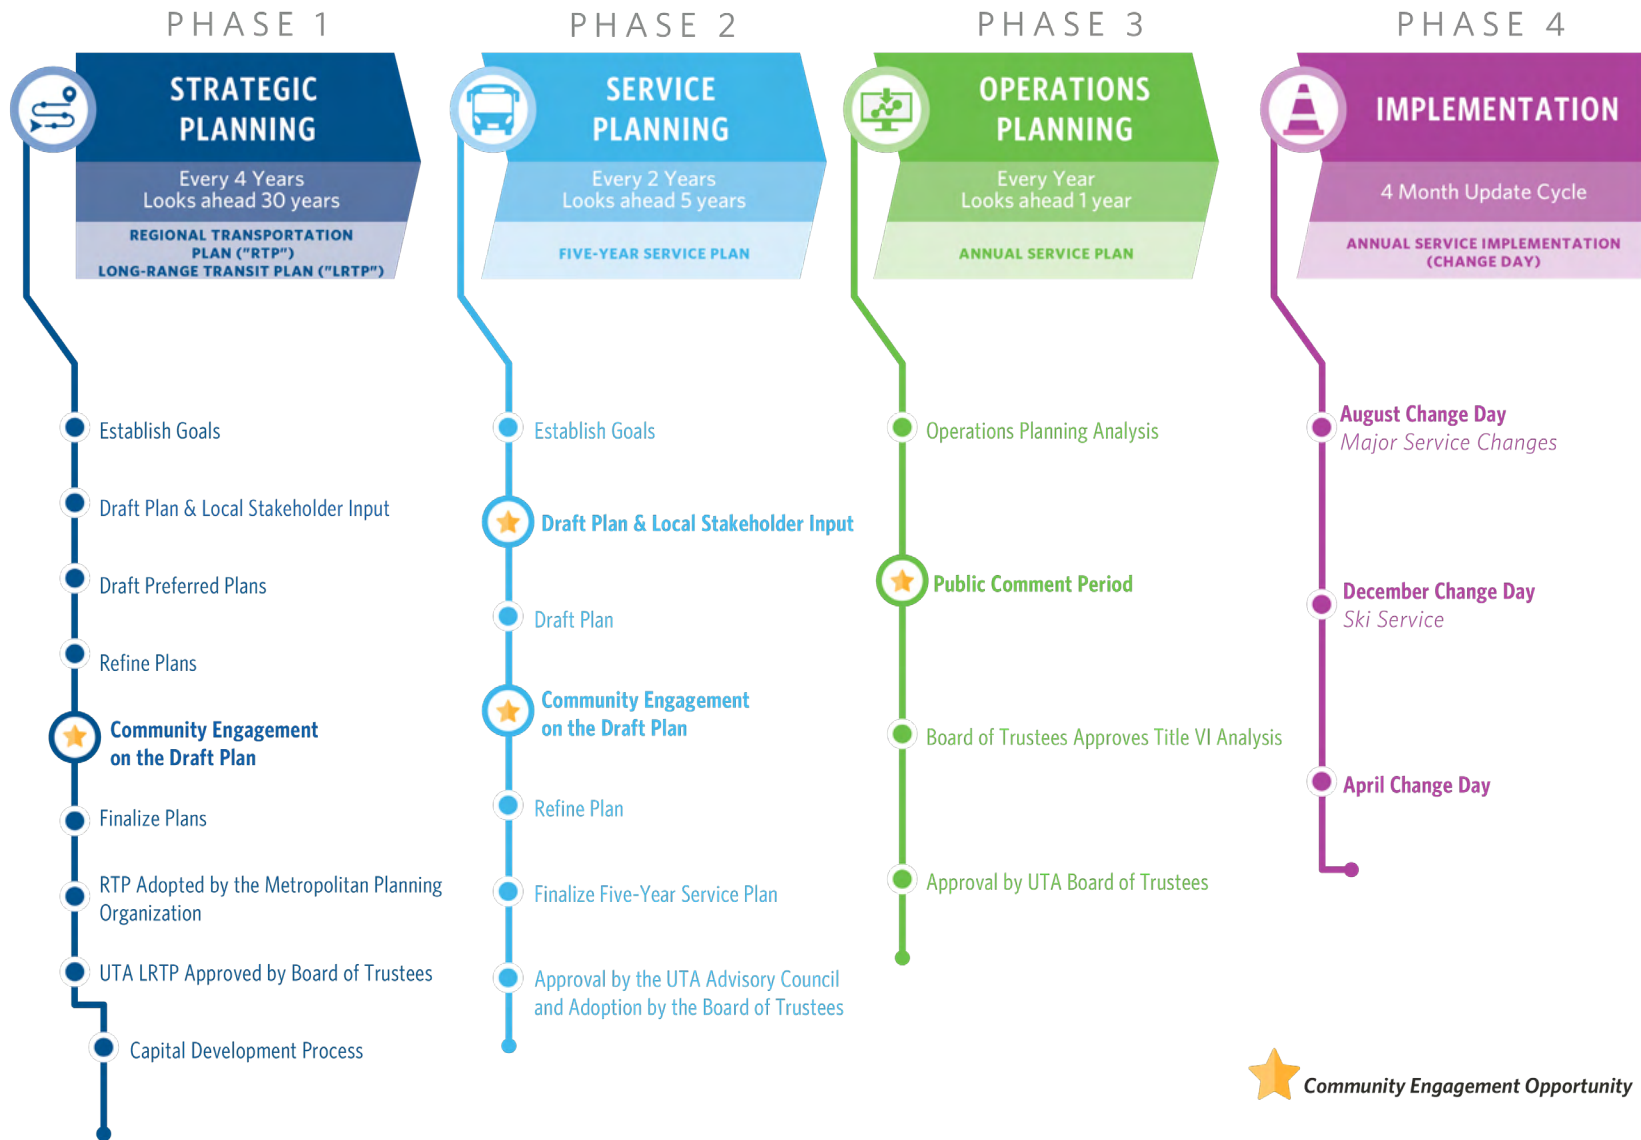 PHASE 1
STRATEGIC
PLANNING
Every 4 Years
Looks ahead 30 years
REGIONAL TRANSPORTATION
PLAN ("RTP")
LONG-RANGE TRANSIT PLAN ("LRTP")
Establish Goals
Draft Plan & Local Stakeholder Input
Draft Preferred Plans
Refine Plans
Community Engagement
on the Draft Plan
Finalize Plans
RTP Adopted by the Metropolitan Planning
Organization
UTA LRTP Approved by Board of Trustees
Capital Development Process
PHASE 2
SERVICE
PLANNING
Every 2 Years
Looks ahead 5 years
FIVE-YEAR SERVICE PLAN
Establish Goals
Draft Plan & Local Stakeholder Input
Draft Plan
Community Engagement
on the Draft Plan
Refine Plan
Finalize Five-Year Service Plan
Approval by the UTA Advisory Council
and Adoption by the Board of Trustees
PHASE 3
OPERATIONS
PLANNING
Every Year
Looks ahead 1 year
ANNUAL SERVICE PLAN
Operations Planning Analysis
Public Comment Period
Board of Trustees Approves Title VI Analysis
Approval by UTA Board of Trustees
PHASE 4
IMPLEMENTATION
4 Month Update Cycle
ANNUAL SERVICE IMPLEMENTATION
(CHANGE DAY)
August Change Day
Major Service Changes
December Change Day
Ski Service
April Change Day
Community Engagement Opportunity